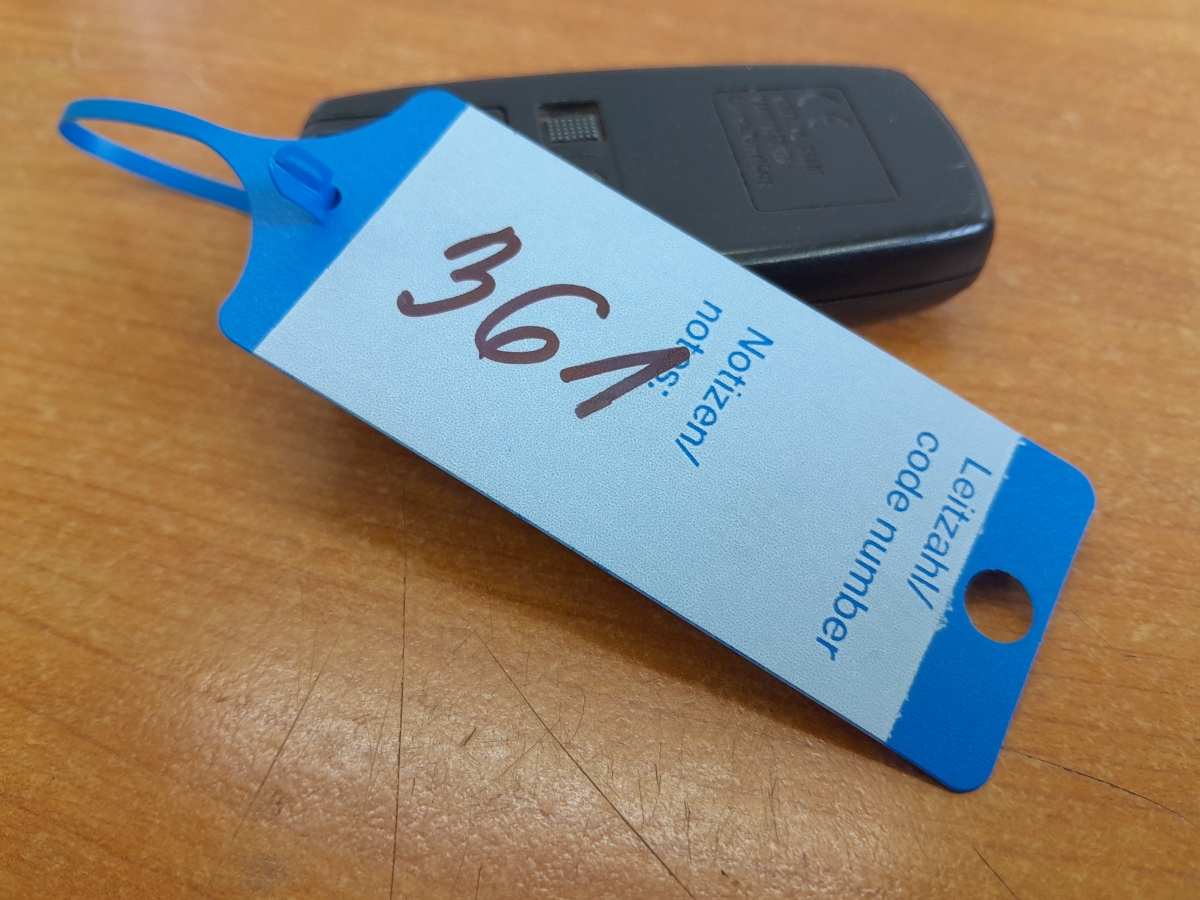 Leitzahl/
code number
Notizen/
notes:
361